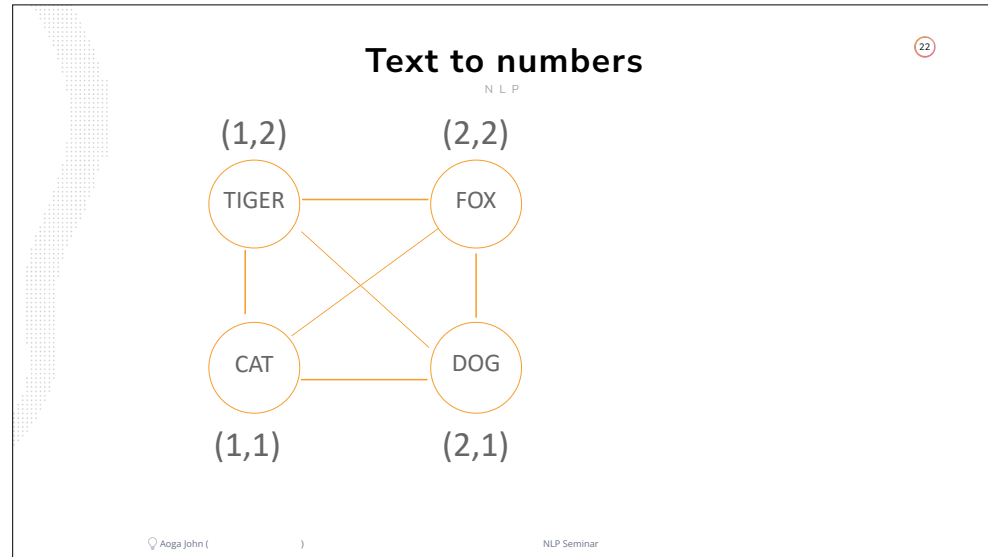 Text to numbers
22
NLP
(1,2) (2,2)
TIGER FOX
CAT DOG
(1,1) (2,1)
Aoga John ( ) NLP Seminar